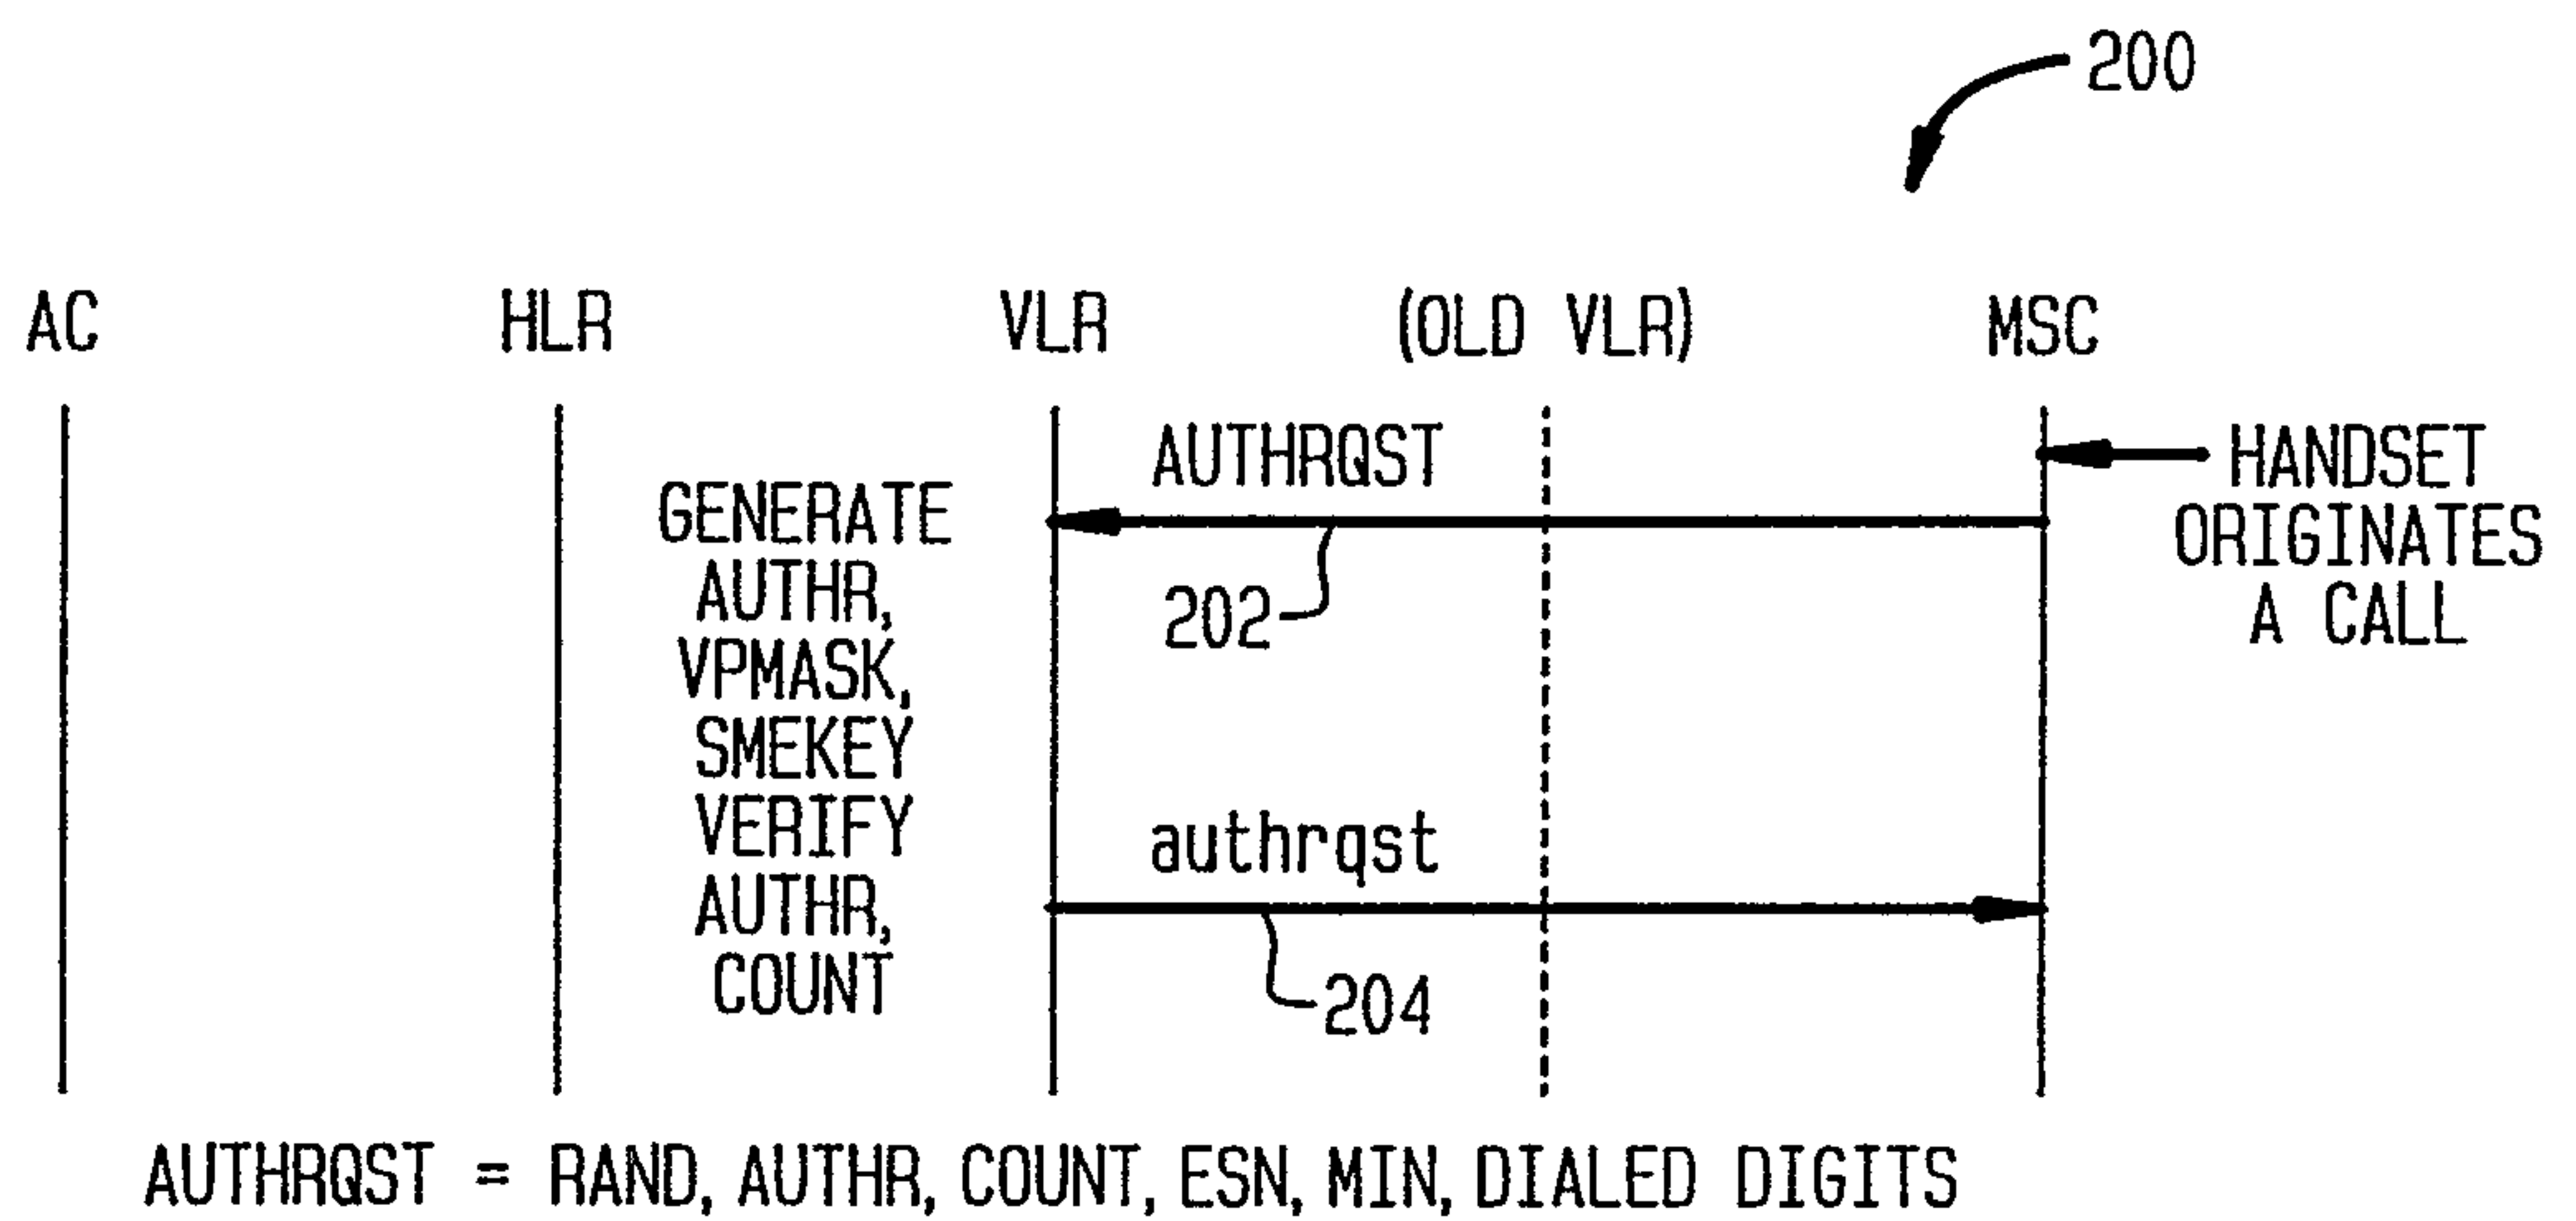 200
AC HLR VLR (OLD VLR) MSC
AUTHRQST
HANDSET
ORIGINATES
A CALL
202
GENERATE
AUTHR,
VPMASK,
SMEKEY
VERIFY
AUTHR,
COUNT
authrqst
204
AUTHRQST = RAND, AUTHR, COUNT, ESN, MIN, DIALED DIGITS